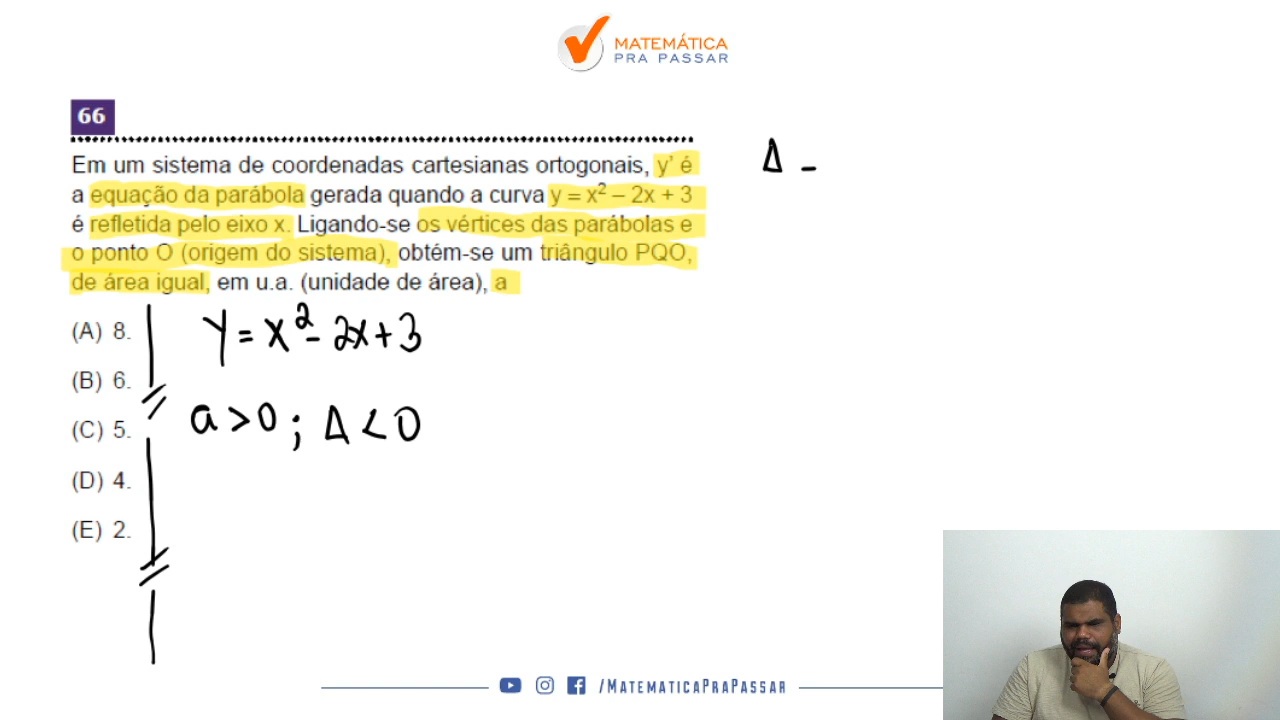 MATEMÁTICA
PRA PASSAR
66
Em um sistema de coordenadas cartesianas ortogonais, y' é
a equação da parábola gerada quando a curva y = x² – 2x + 3
é refletida pelo eixo x. Ligando-se os vértices das parábolas e
o ponto O (origem do sistema), obtém-se um triângulo PQO,
de área igual, em u.a. (unidade de área), a
(A) 8.
(B) 6.
(C) 5.
(D) 4.
(E) 2.
y = x² - 2x + 3
a > 0 ; Δ < 0
Δ -
/MATEMATICAPRAPASSAR